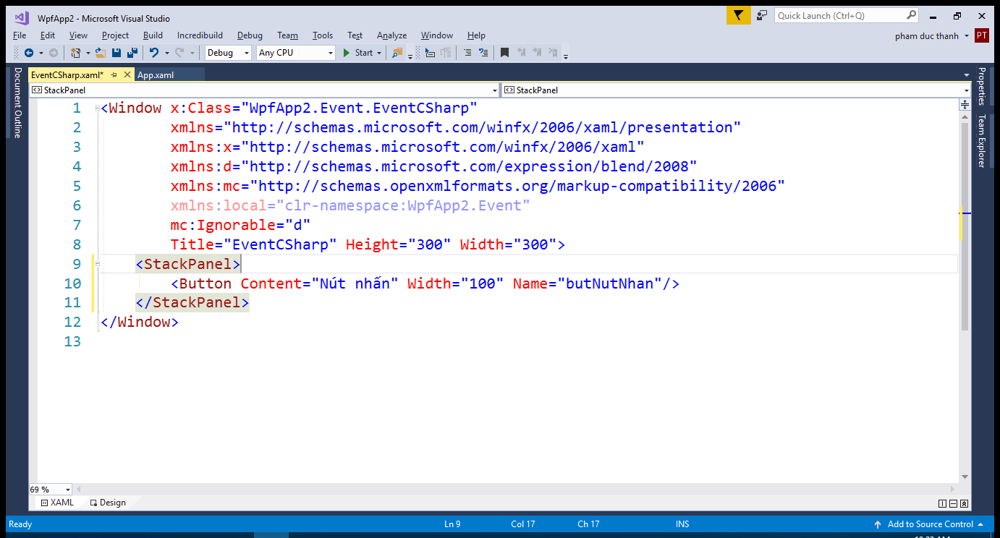 WpfApp2 - Microsoft Visual Studio
Quick Launch (Ctrl+Q)
File Edit View Project Build Incredibuild Debug Team Tools Test Analyze Window Help
pham duc thanh PT
Debug Any CPU Start
Document Outline
EventCSharp.xaml* App.xaml
Properties
Team Explorer
StackPanel StackPanel
1 <Window x:Class="WpfApp2.Event.EventCSharp"
2 xmlns="http://schemas.microsoft.com/winfx/2006/xaml/presentation"
3 xmlns:x="http://schemas.microsoft.com/winfx/2006/xaml"
4 xmlns:d="http://schemas.microsoft.com/expression/blend/2008"
5 xmlns:mc="http://schemas.openxmlformats.org/markup-compatibility/2006"
6 xmlns:local="clr-namespace:WpfApp2.Event"
7 mc:Ignorable="d"
8 Title="EventCSharp" Height="300" Width="300">
9 <StackPanel>
10 <Button Content="Nút nhấn" Width="100" Name="butNutNhan"/>
11 </StackPanel>
12 </Window>
13
69 %
XAML Design
Ready Ln 9 Col 17 Ch 17 INS Add to Source Control